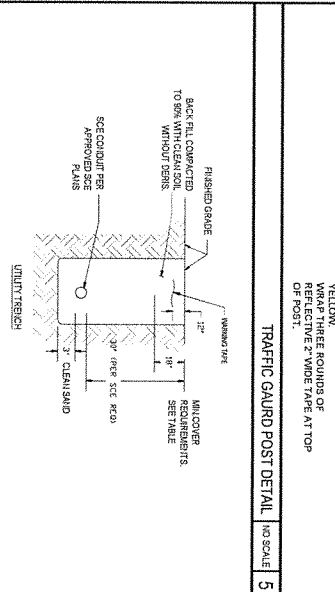 YELLOW.
WRAP THREE ROUNDS OF
REFLECTIVE 2" WIDE TAPE AT TOP
OF POST.
TRAFFIC GAURD POST DETAIL NO SCALE 5
FINISHED GRADE
WARNING TAPE
BACK FILL COMPACTED
TO 90% WITH CLEAN SOIL
WITHOUT DERIS.
12"
18"
MIN COVER
REQUIREMENTS.
SEE TABLE
30" (PER SCE REQ)
SCE CONDUIT PER
APPROVED SCE
PLANS
3" CLEAN SAND
UTILITY TRENCH